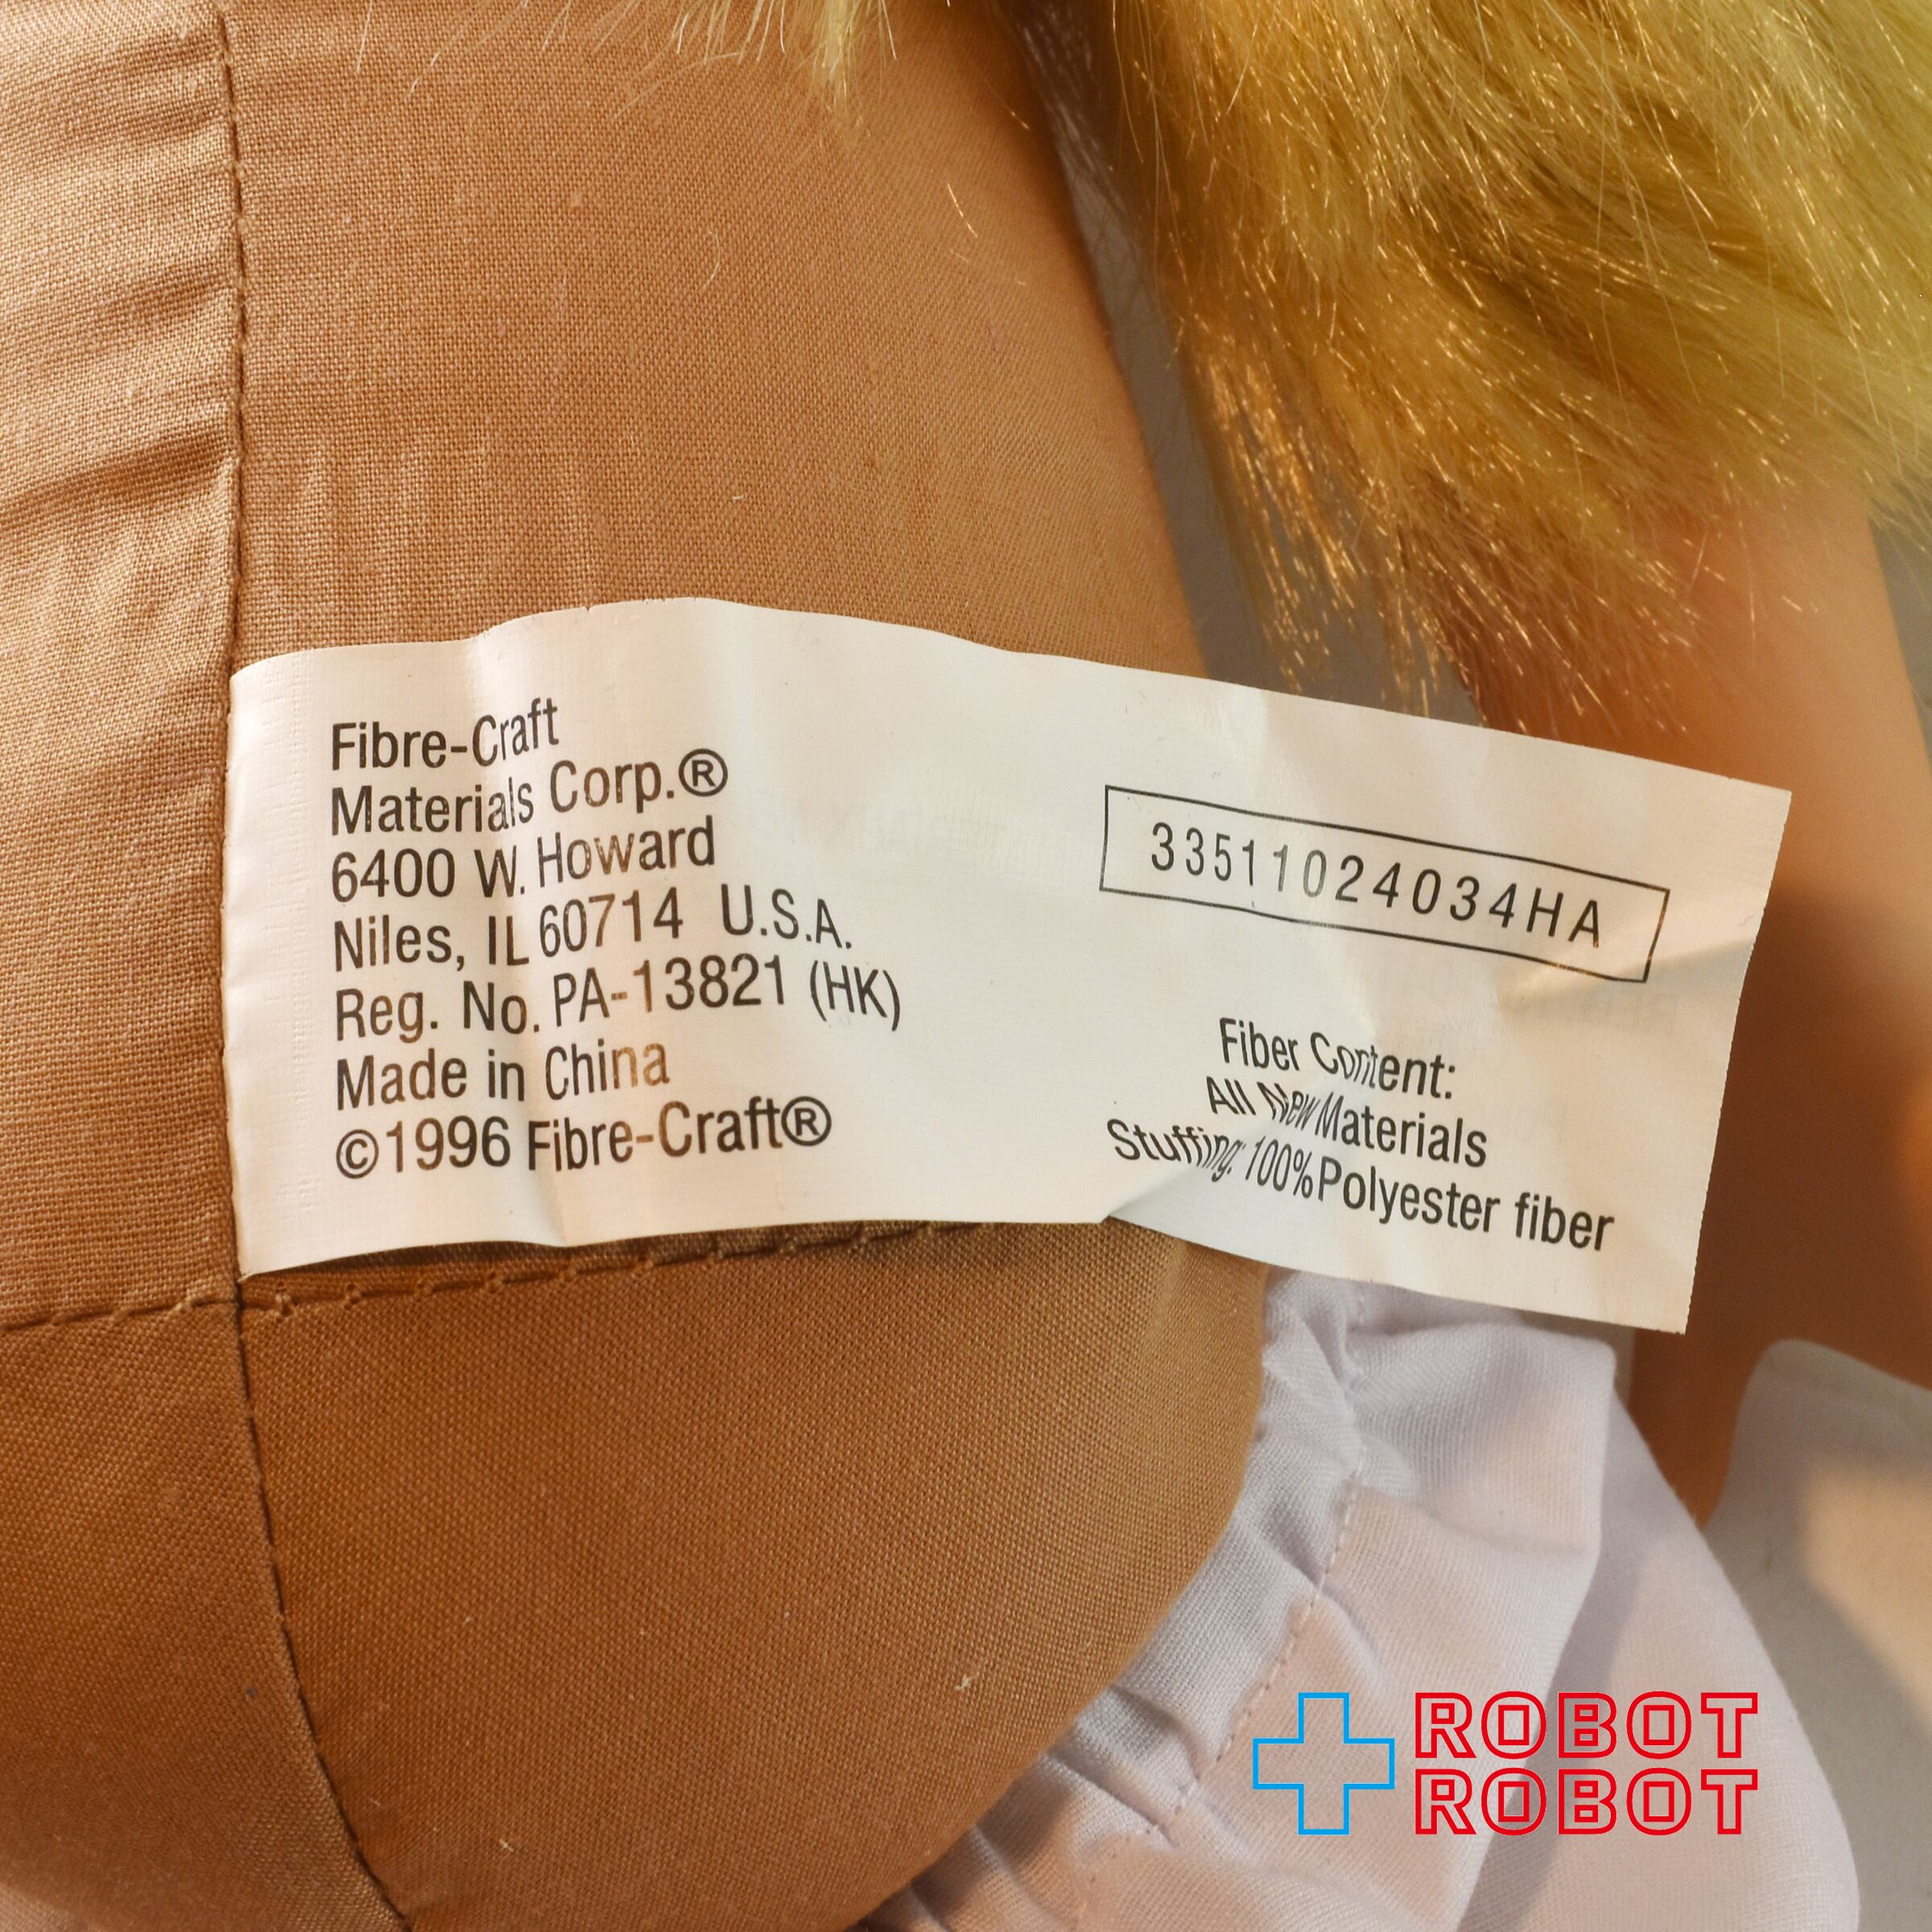 Fibre-Craft
Materials Corp.®
6400 W. Howard
Niles, IL 60714 U.S.A.
Reg. No. PA-13821 (HK)
Made in China
©1996 Fibre-Craft®
33511024034HA
Fiber Content:
All New Materials
Stuffing: 100% Polyester fiber
ROBOT
ROBOT